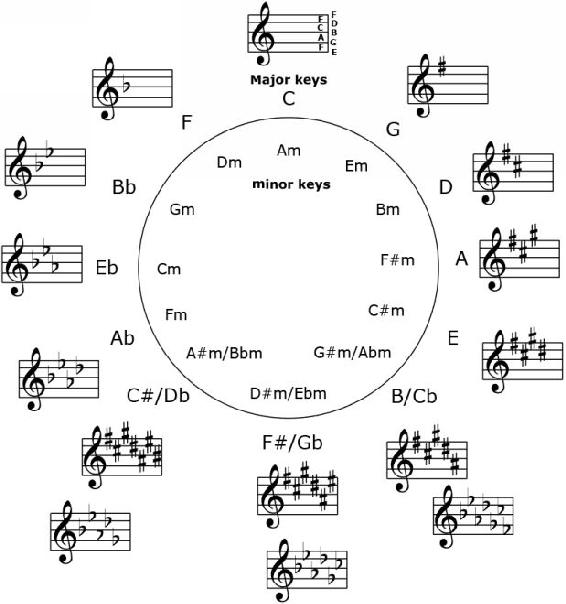 F
E
D
C
B
A
G
F
E
Major keys
C
F
G
Am
Dm
Em
minor keys
Bb
D
Gm
Bm
Eb
Cm
F#m
A
Fm
C#m
Ab
E
A#m/Bbm
G#m/Abm
C#/Db
D#m/Ebm
B/Cb
F#/Gb